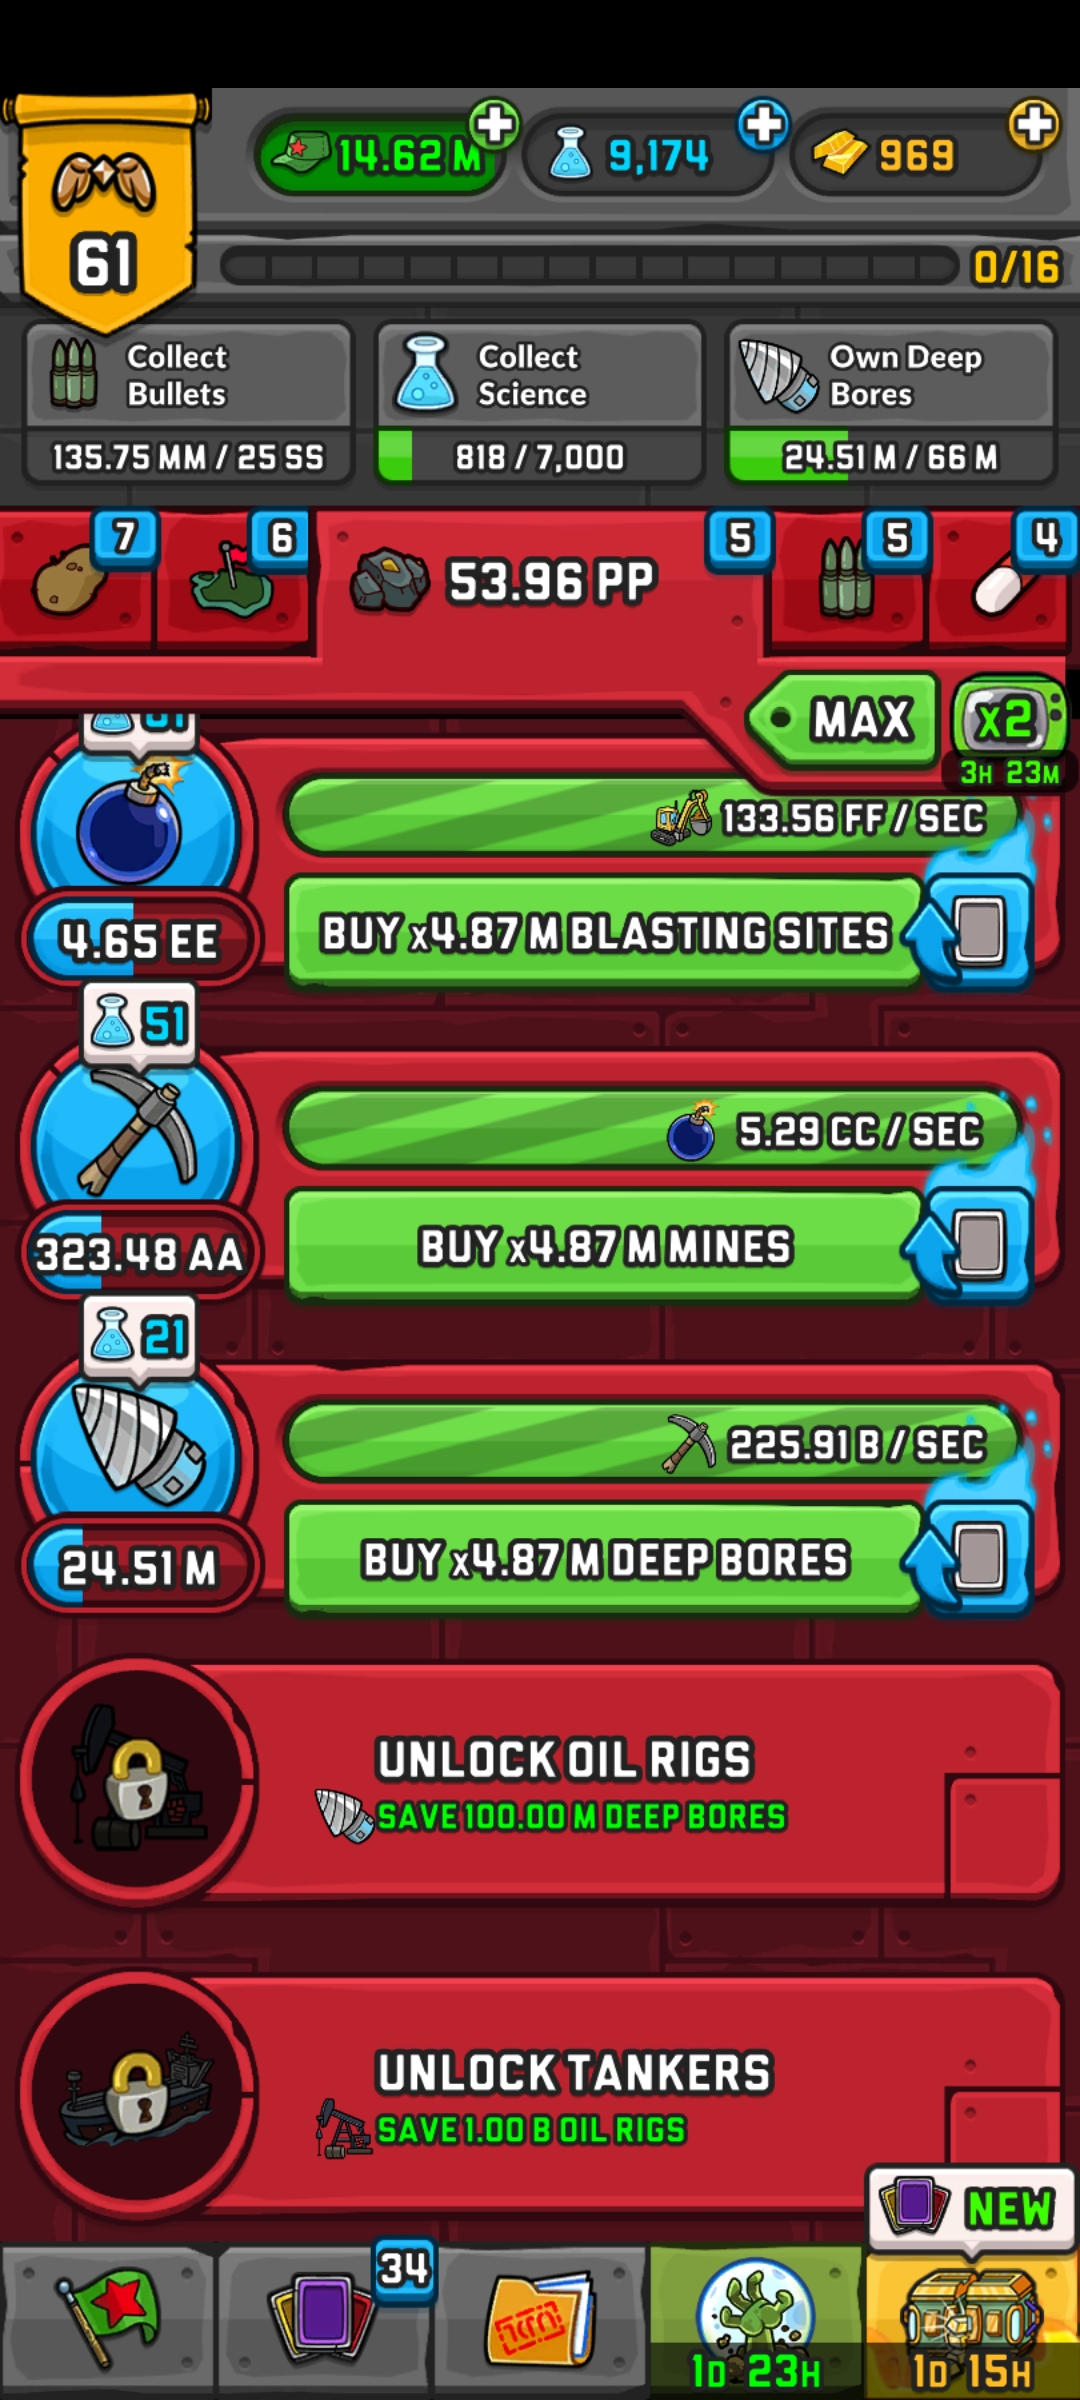 61
14.62 M
9,174
969
0/16
Collect
Bullets
135.75 MM / 25 SS
Collect
Science
818 / 7,000
Own Deep
Bores
24.51 M / 66 M
7
6
53.96 PP
5
5
4
MAX
x2
3H 23M
133.56 FF / SEC
4.65 EE
BUY x4.87 M BLASTING SITES
51
5.29 CC / SEC
323.48 AA
BUY x4.87 M MINES
21
225.91 B / SEC
24.51 M
BUY x4.87 M DEEP BORES
UNLOCK OIL RIGS
SAVE 100.00 M DEEP BORES
UNLOCK TANKERS
SAVE 1.00 B OIL RIGS
NEW
34
1D 23H
1D 15H